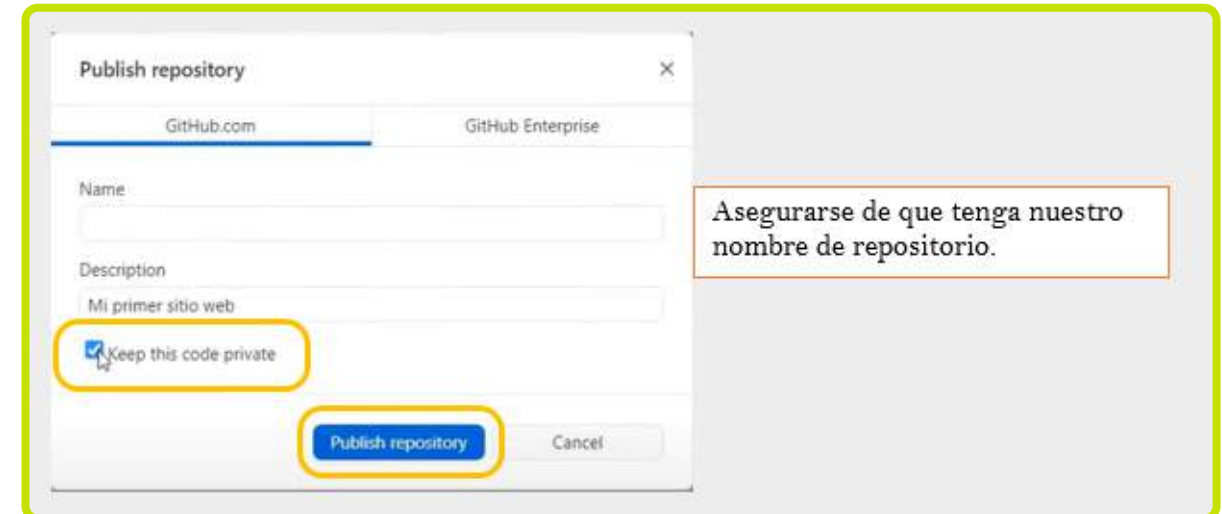 Publish repository
GitHub.com
GitHub Enterprise
Name
Asegurarse de que tenga nuestro
nombre de repositorio.
Description
Mi primer sitio web
Keep this code private
Publish repository
Cancel